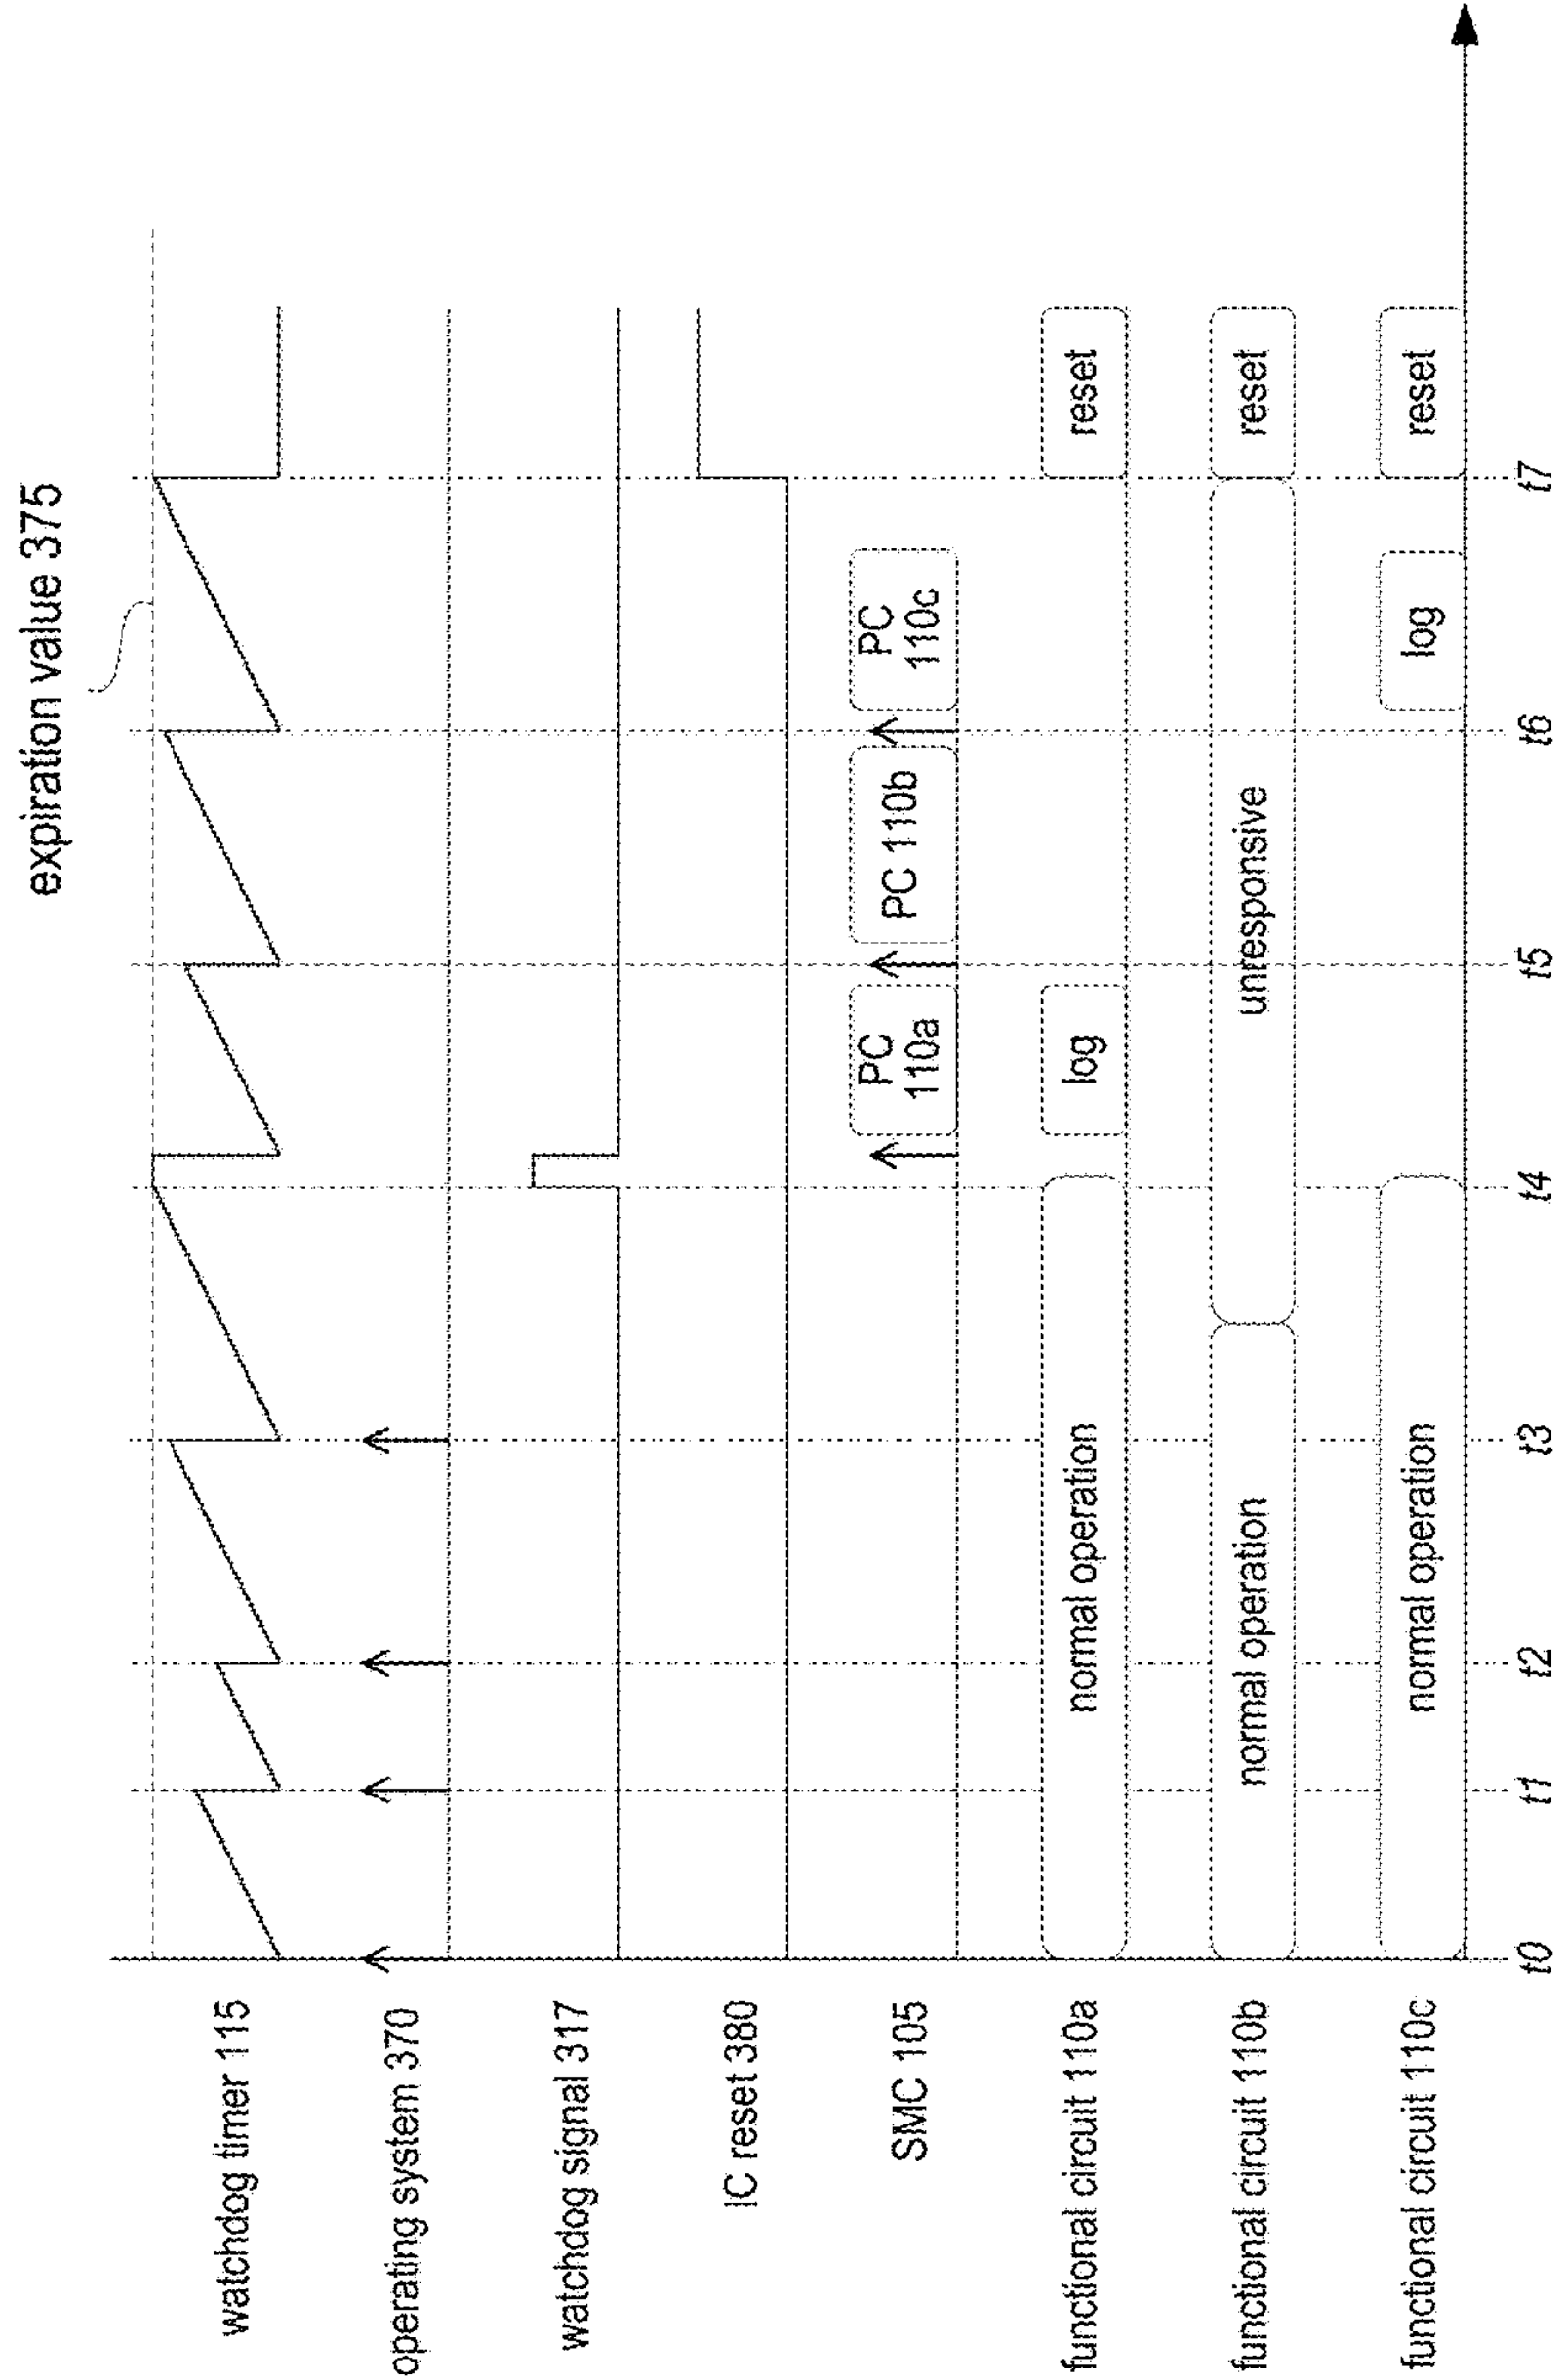 expiration value 375
watchdog timer 115
operating system 370
watchdog signal 317
IC reset 380
SMC 105
PC
110a
PC 110b
PC
110c
functional circuit 110a
normal operation
log
reset
functional circuit 110b
normal operation
unresponsive
reset
functional circuit 110c
normal operation
log
reset
t0
t1
t2
t3
t4
t5
t6
t7